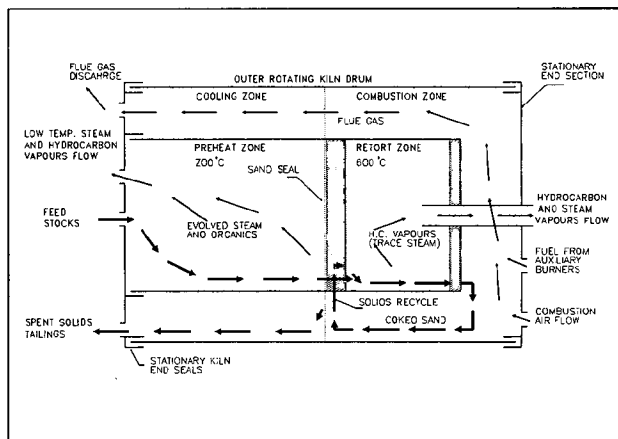 FLUE GAS
DISCAHRGE
OUTER ROTATING KILN DRUM
STATIONARY
END SECTION
COOLING ZONE
COMBUSTION ZONE
FLUE GAS
LOW TEMP. STEAM
AND HYDROCARBON
VAPOURS FLOW
PREHEAT ZONE
200°C
SAND SEAL
RETORT ZONE
600°C
FEED
STOCKS
EVOLVED STEAM
AND ORGANICS
H.C. VAPOURS
(TRACE STEAM)
HYDROCARBON
AND STEAM
VAPOURS FLOW
FUEL FROM
AUXILIARY
BURNERS
SOLIDS RECYCLE
COKED SAND
COMBUSTION
AIR FLOW
SPENT SOLIDS
TAILINGS
STATIONARY KILN
END SEALS